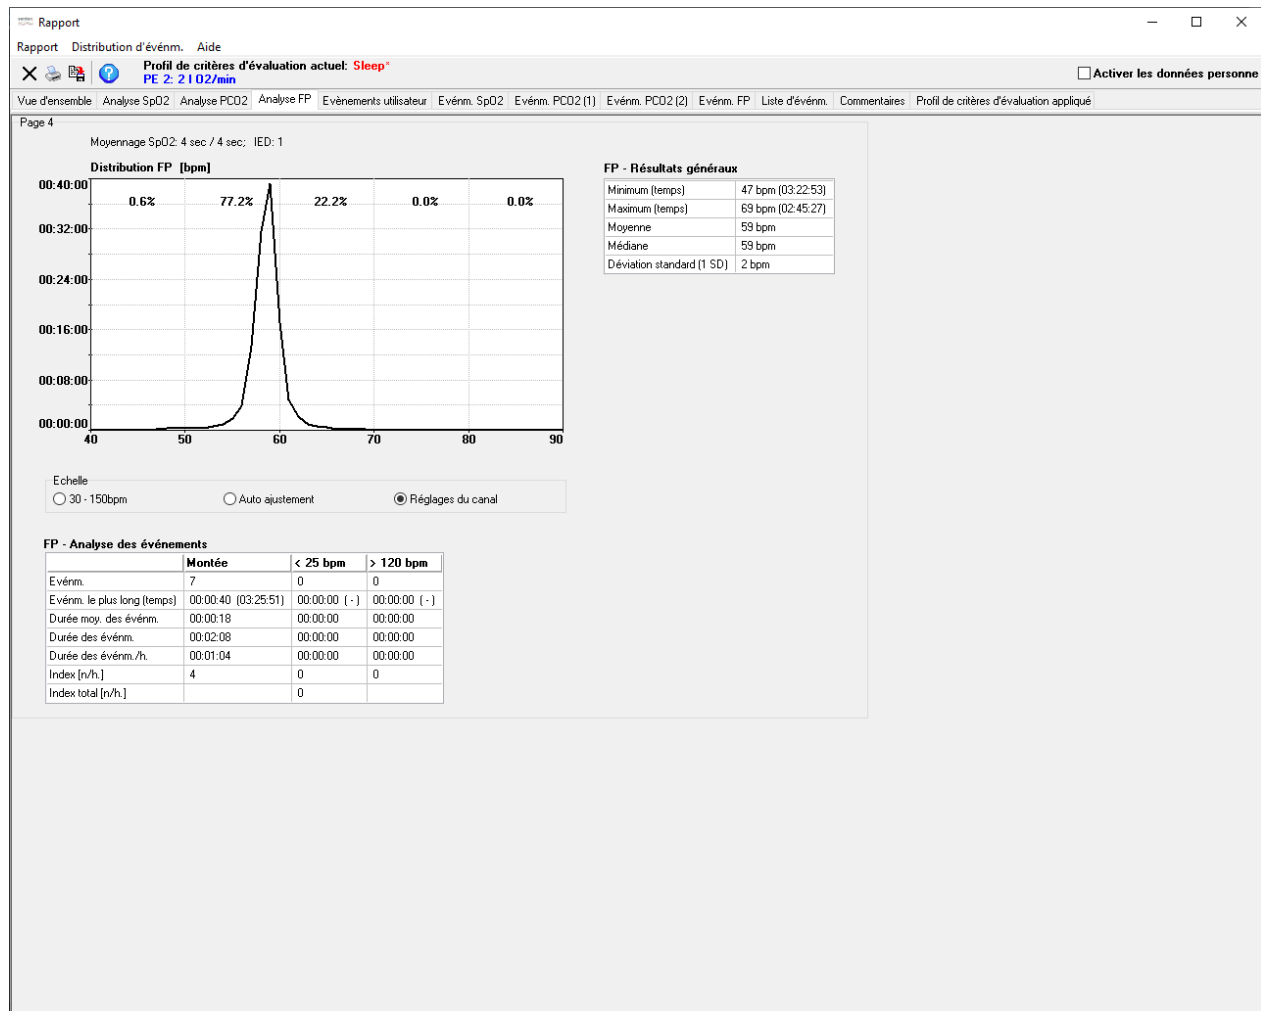 Rapport
Rapport Distribution d'événm. Aide
Profil de critères d'évaluation actuel: Sleep*
PE 2: 2 l O2/min
Activer les données personne
Vue d'ensemble Analyse SpO2 Analyse PCO2 Analyse FP Evènements utilisateur Evénm. SpO2 Evénm. PCO2 (1) Evénm. PCO2 (2) Evénm. FP Liste d'événm. Commentaires Profil de critères d'évaluation appliqué
Page 4
Moyennage SpO2: 4 sec / 4 sec; IED: 1
Distribution FP [bpm]
00:40:00
0.6% 77.2% 22.2% 0.0% 0.0%
00:32:00
00:24:00
00:16:00
00:08:00
00:00:00
40 50 60 70 80 90
FP - Résultats généraux
Minimum (temps) 47 bpm (03:22:53)
Maximum (temps) 69 bpm (02:45:27)
Moyenne 59 bpm
Médiane 59 bpm
Déviation standard (1 SD) 2 bpm
Echelle
30 - 150bpm Auto ajustement Réglages du canal
FP - Analyse des événements
Montée < 25 bpm > 120 bpm
Evénm. 7 0 0
Evénm. le plus long (temps) 00:00:40 (03:25:51) 00:00:00 ( - ) 00:00:00 ( - )
Durée moy. des événm. 00:00:18 00:00:00 00:00:00
Durée des événm. 00:02:08 00:00:00 00:00:00
Durée des événm./h. 00:01:04 00:00:00 00:00:00
Index [n/h.] 4 0 0
Index total [n/h.] 0